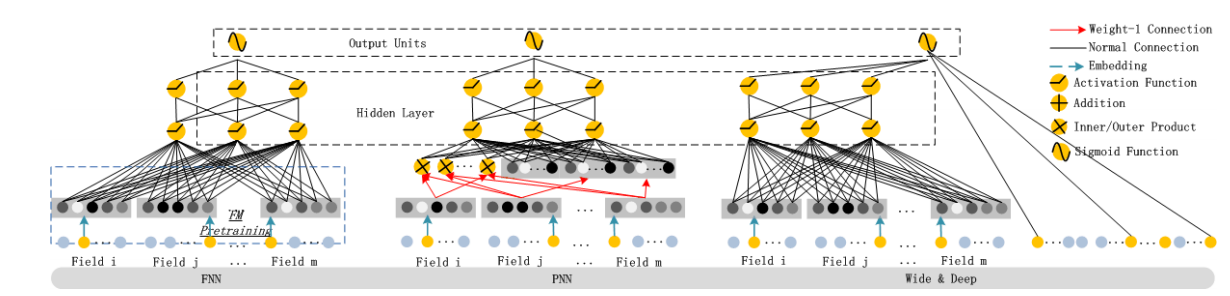 Output Units
Hidden Layer
Weight-1 Connection
Normal Connection
Embedding
Activation Function
Addition
Inner/Outer Product
Sigmoid Function
FM
Pretraining
Field i Field j ... Field m
Field i Field j ... Field m
Field i Field j ... Field m
FNN PNN Wide & Deep